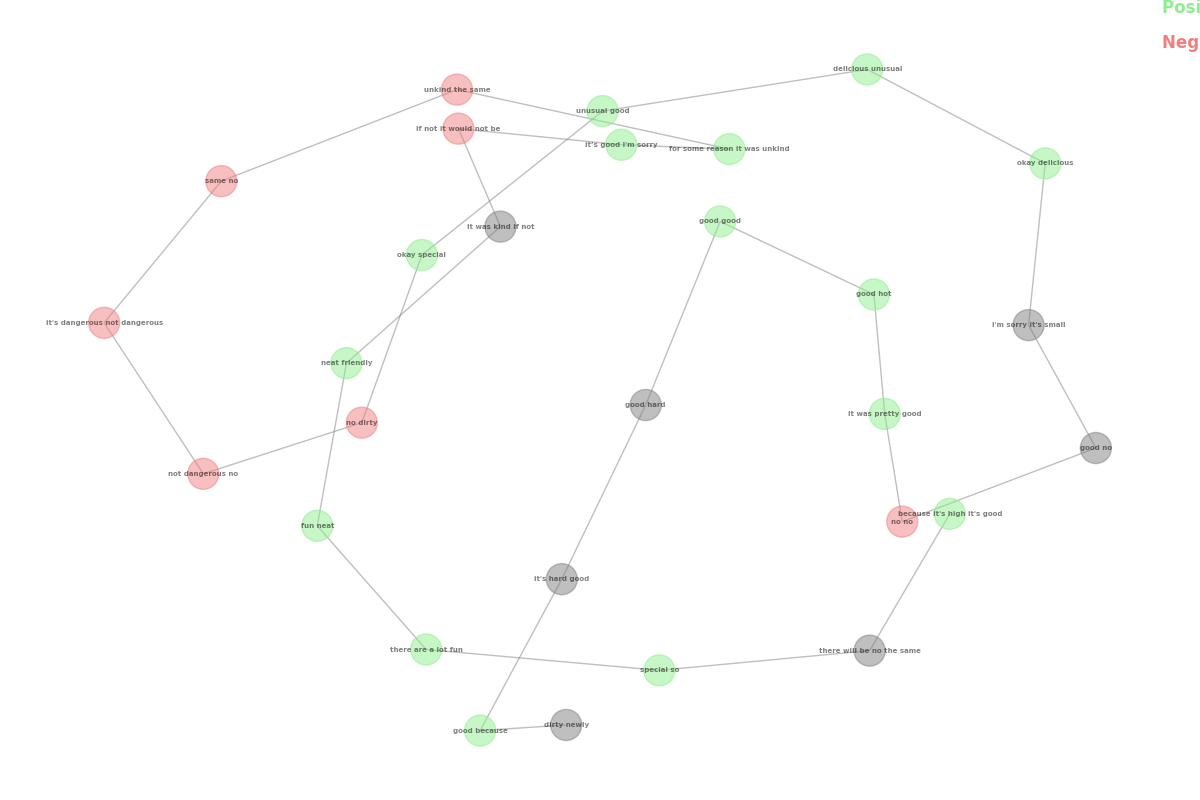 Posi
Neg
delicious unusual
unkind the same
unusual good
if not it would not be
it's good i'm sorry
for some reason it was unkind
okay delicious
same no
good good
it was kind if not
okay special
good hot
it's dangerous not dangerous
i'm sorry it's small
neat friendly
good hard
it was pretty good
no dirty
good no
not dangerous no
because it's high it's good
no no
fun neat
it's hard good
there are a lot fun
there will be no the same
special so
dirty newly
good because